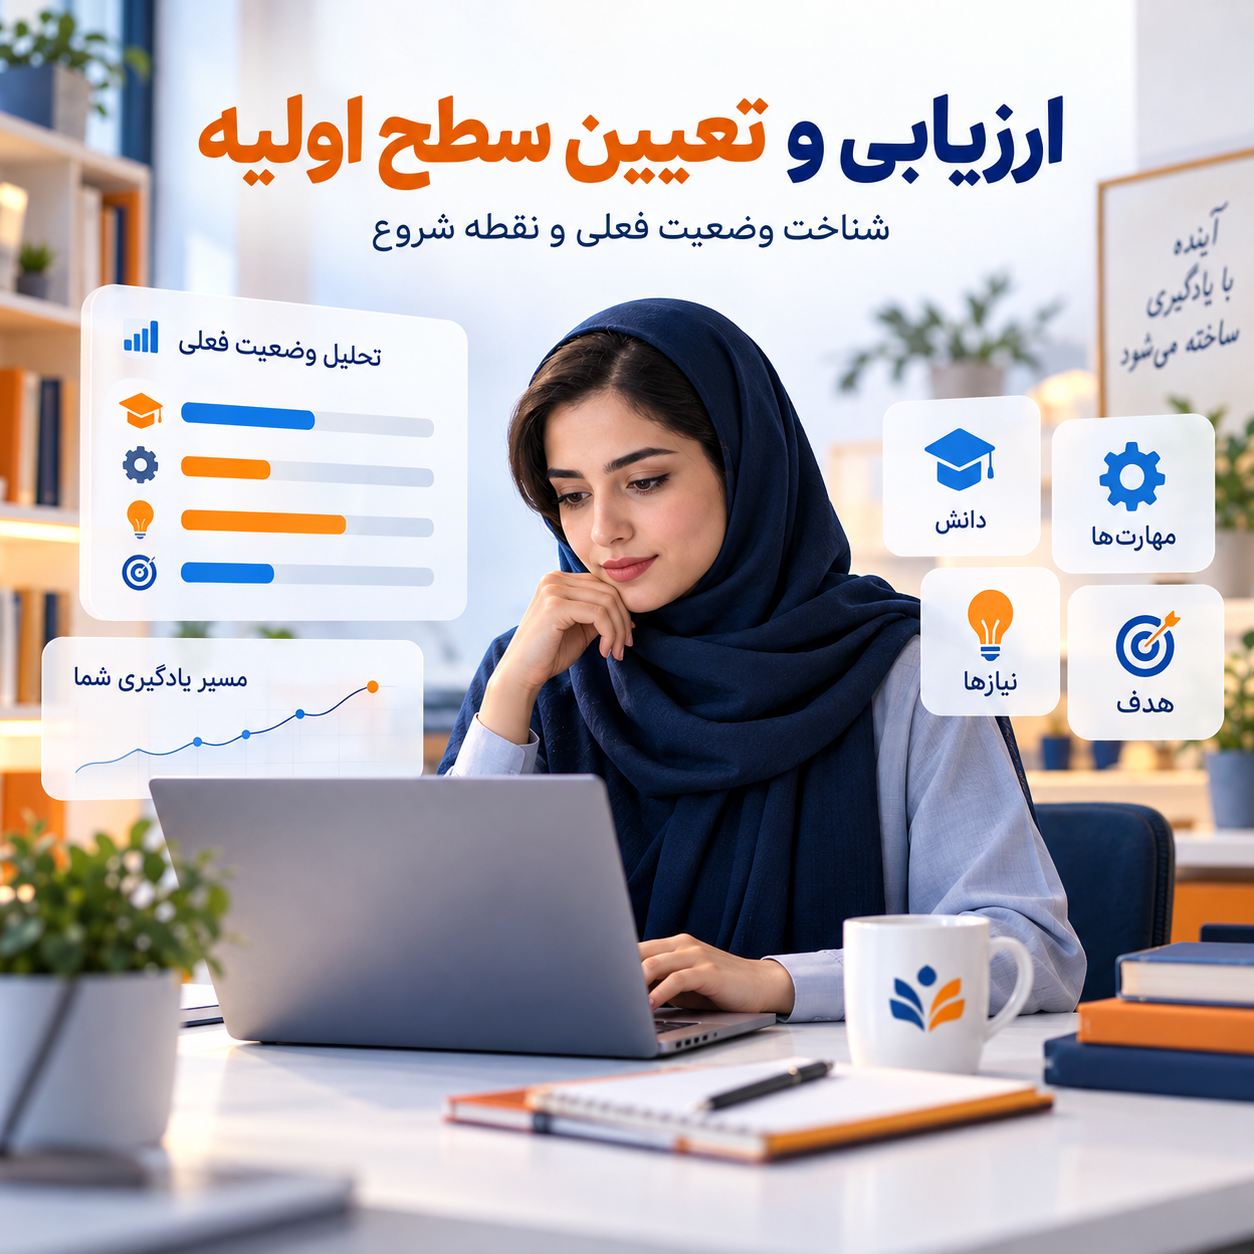 ارزیابی و تعیین سطح اولیه
شناخت وضعیت فعلی و نقطه شروع
آینده
با یادگیری
ساخته می‌شود
تحلیل وضعیت فعلی
دانش
مهارت‌ها
نیازها
هدف
مسیر یادگیری شما